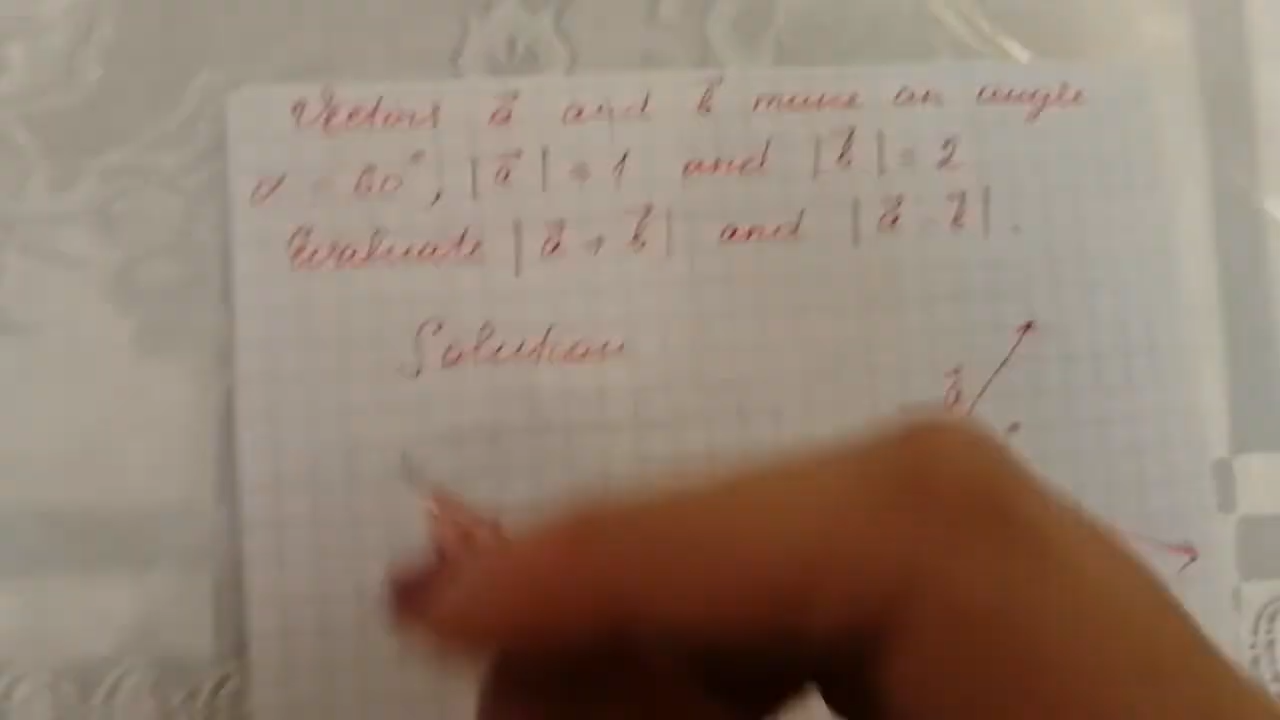 Vectors a⃗ and b⃗ make an angle
= 60°, |a⃗| = 1 and |b⃗| = 2
Evaluate |a⃗ + b⃗| and |a⃗ - b⃗|.
Solution
a⃗